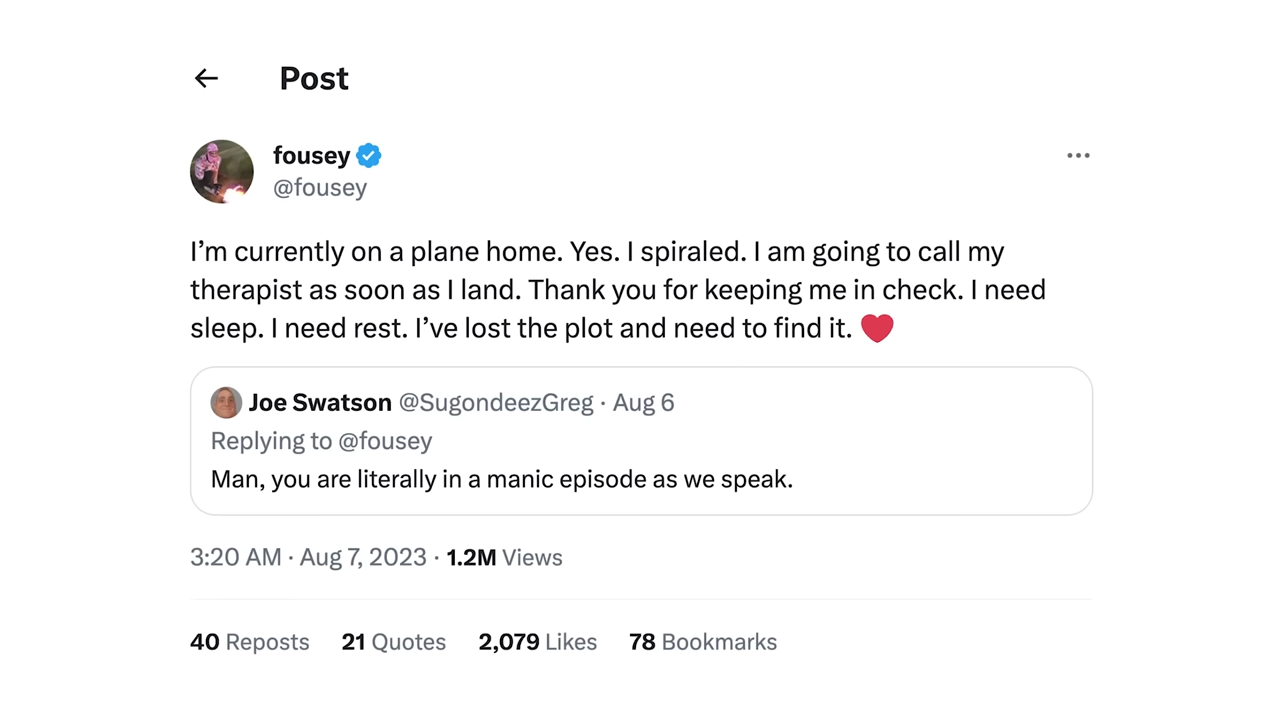 Post
fousey
@fousey
I’m currently on a plane home. Yes. I spiraled. I am going to call my
therapist as soon as I land. Thank you for keeping me in check. I need
sleep. I need rest. I’ve lost the plot and need to find it. ❤️
Joe Swatson @SugondeezGreg · Aug 6
Replying to @fousey
Man, you are literally in a manic episode as we speak.
3:20 AM · Aug 7, 2023 · 1.2M Views
40 Reposts 21 Quotes 2,079 Likes 78 Bookmarks